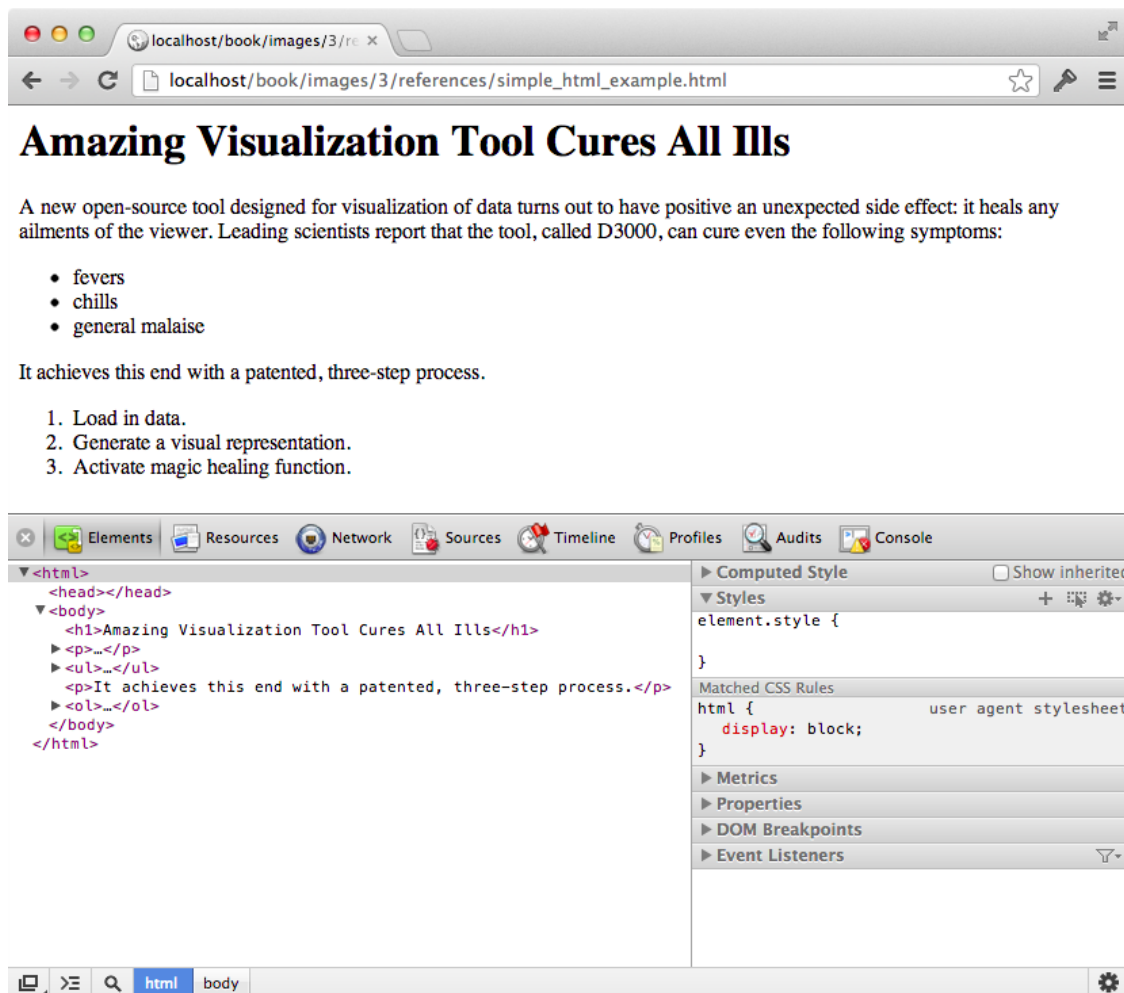 localhost/book/images/3/re
localhost/book/images/3/references/simple_html_example.html
Amazing Visualization Tool Cures All Ills
A new open-source tool designed for visualization of data turns out to have positive an unexpected side effect: it heals any
ailments of the viewer. Leading scientists report that the tool, called D3000, can cure even the following symptoms:
• fevers
• chills
• general malaise
It achieves this end with a patented, three-step process.
1. Load in data.
2. Generate a visual representation.
3. Activate magic healing function.
Elements Resources Network Sources Timeline Profiles Audits Console
▼<html>
<head></head>
▼<body>
<h1>Amazing Visualization Tool Cures All Ills</h1>
▶<p>…</p>
▶<ul>…</ul>
<p>It achieves this end with a patented, three-step process.</p>
▶<ol>…</ol>
</body>
</html>
▶Computed Style Show inherited
▼Styles
element.style {
}
Matched CSS Rules
html { user agent stylesheet
display: block;
}
▶Metrics
▶Properties
▶DOM Breakpoints
▶Event Listeners
html body